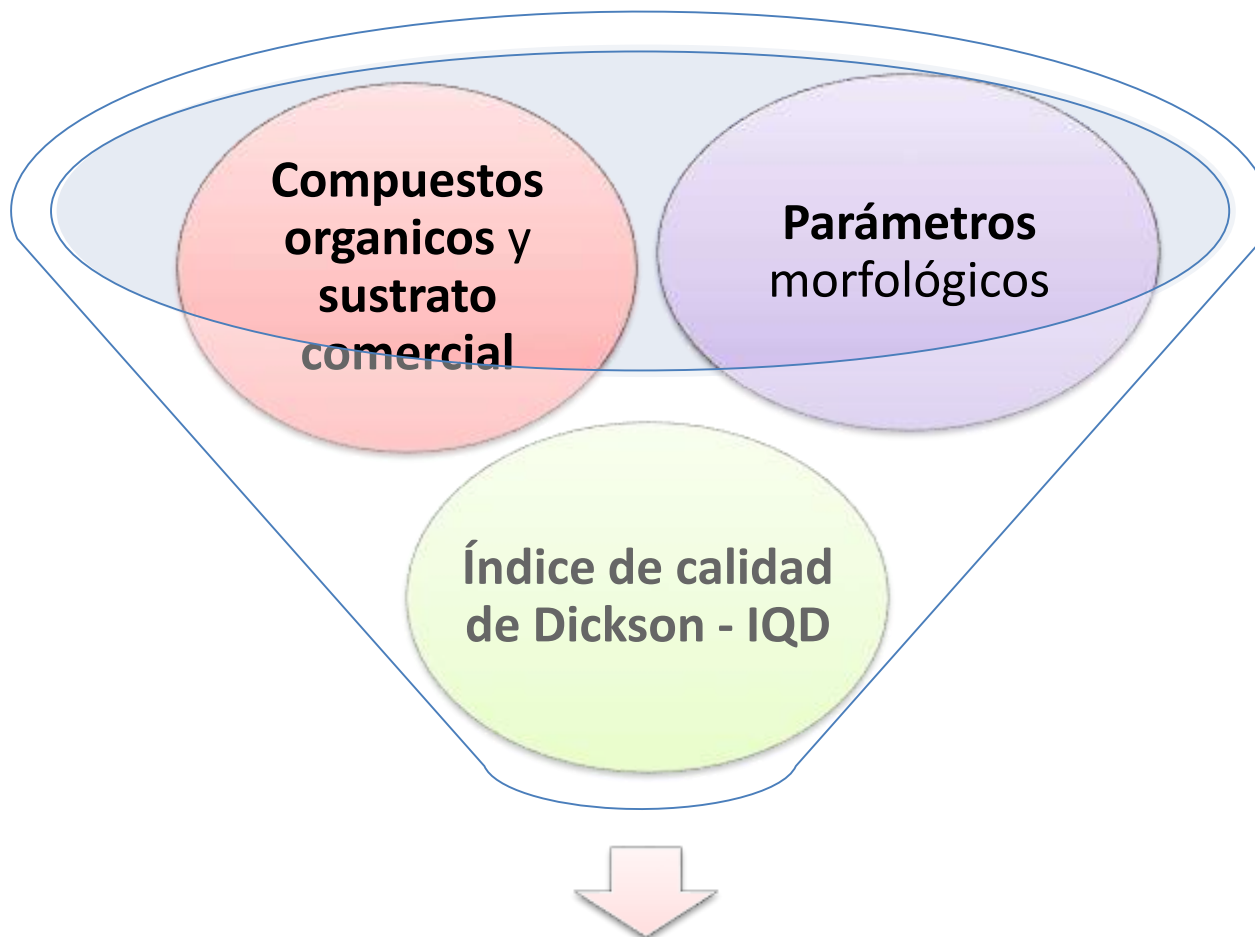 Compuestos
organicos y
sustrato
comercial
Parámetros
morfológicos
Índice de calidad
de Dickson - IQD